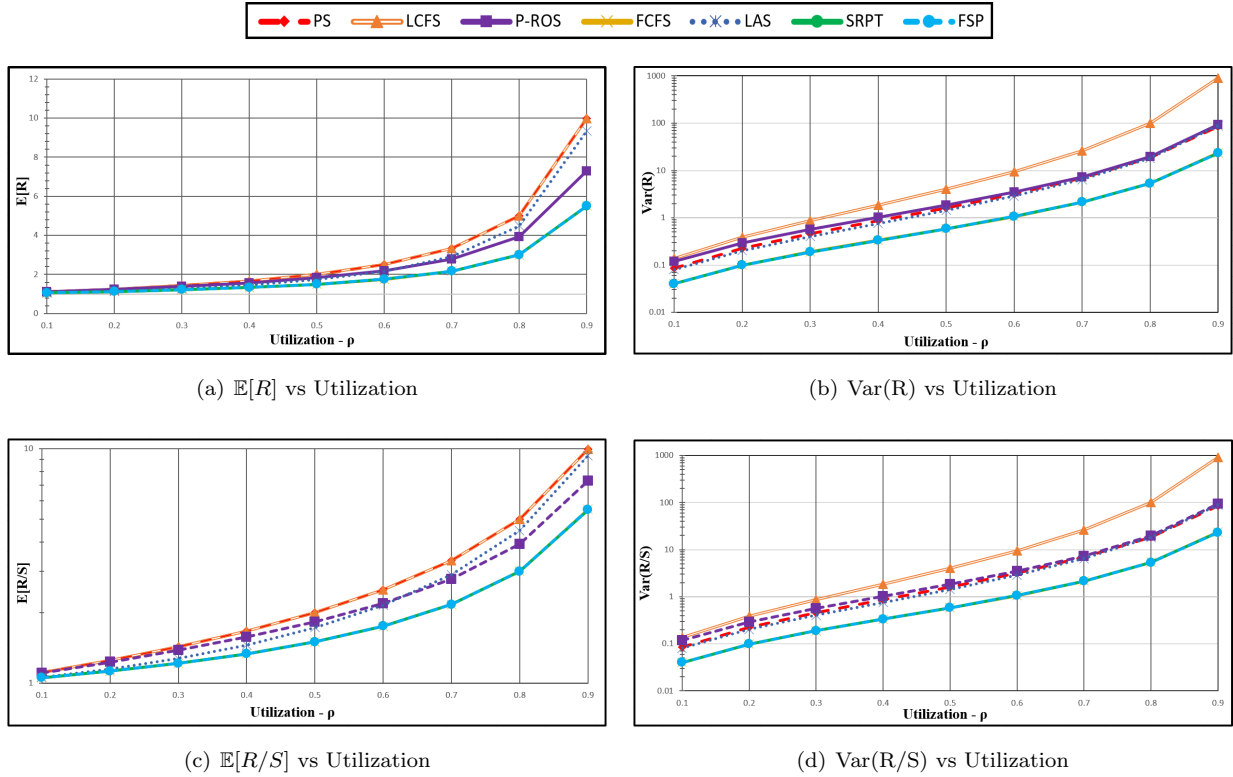 PS LCFS P-ROS FCFS LAS SRPT FSP
E[R]
12
10
8
6
4
2
0
0.1 0.2 0.3 0.4 0.5 0.6 0.7 0.8 0.9
Utilization - ρ
(a) 𝔼[R] vs Utilization
Var(R)
1000
100
10
1
0.1
0.01
0.1 0.2 0.3 0.4 0.5 0.6 0.7 0.8 0.9
Utilization - ρ
(b) Var(R) vs Utilization
E[R/S]
10
1
0.1 0.2 0.3 0.4 0.5 0.6 0.7 0.8 0.9
Utilization - ρ
(c) 𝔼[R/S] vs Utilization
Var(R/S)
1000
100
10
1
0.1
0.01
0.1 0.2 0.3 0.4 0.5 0.6 0.7 0.8 0.9
Utilization - ρ
(d) Var(R/S) vs Utilization